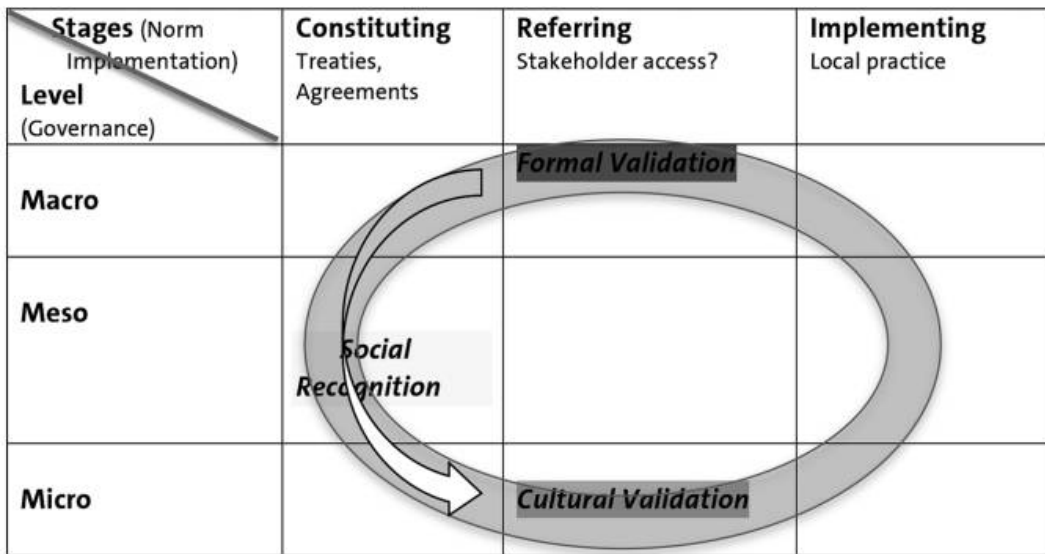 Stages (Norm
Implementation)
Level
(Governance)
Constituting
Treaties,
Agreements
Referring
Stakeholder access?
Implementing
Local practice
Macro
Formal Validation
Meso
Social
Recognition
Micro
Cultural Validation